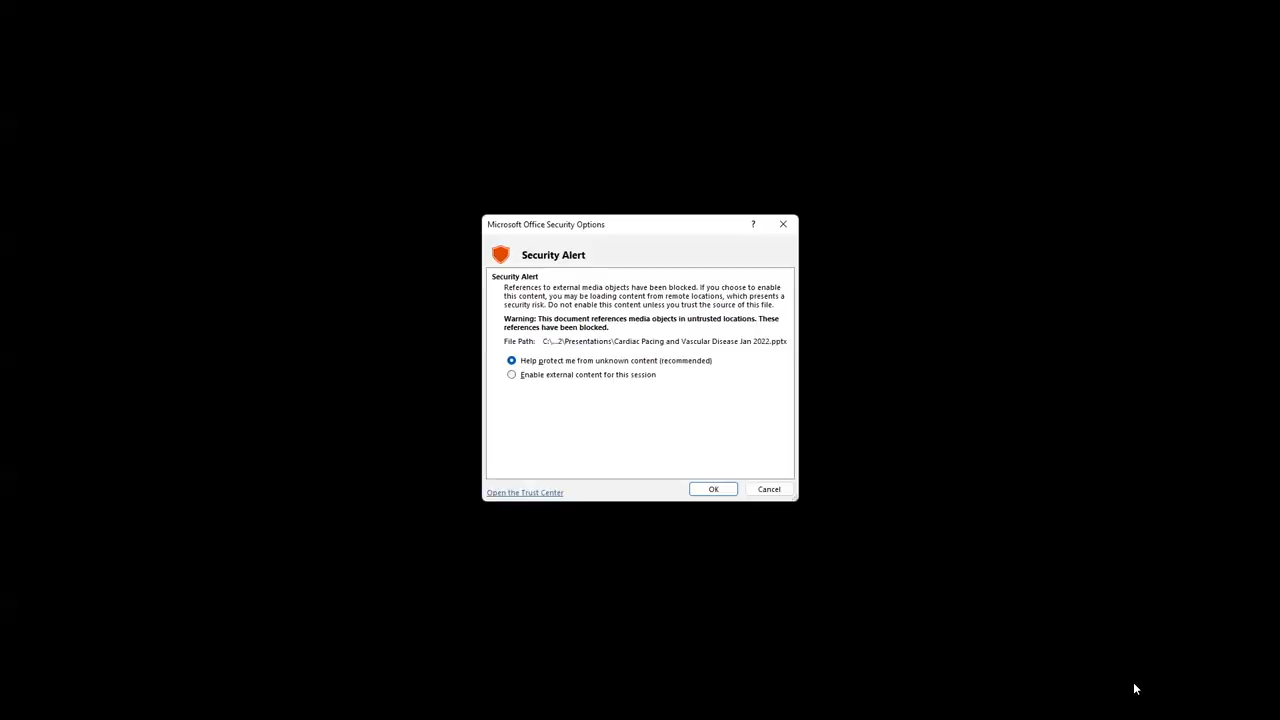 Microsoft Office Security Options
?
Security Alert
Security Alert
References to external media objects have been blocked. If you choose to enable
this content, you may be loading content from remote locations, which presents a
security risk. Do not enable this content unless you trust the source of this file.
Warning: This document references media objects in untrusted locations. These
references have been blocked.
File Path: C:\...2\Presentations\Cardiac Pacing and Vascular Disease Jan 2022.pptx
Help protect me from unknown content (recommended)
Enable external content for this session
Open the Trust Center
OK
Cancel